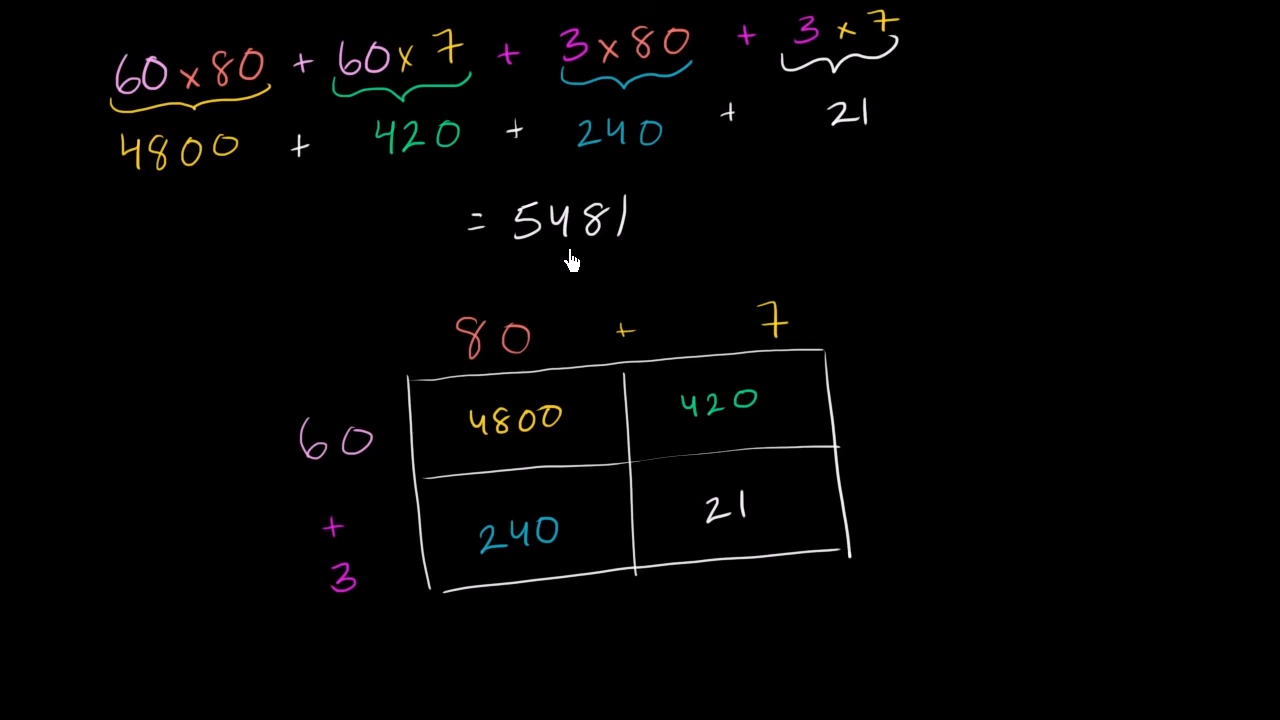 60 x 80 + 60 x 7 + 3 x 80 + 3 x 7
4800 + 420 + 240 + 21
= 5481
80 + 7
60 4800 420
+
240 21
3